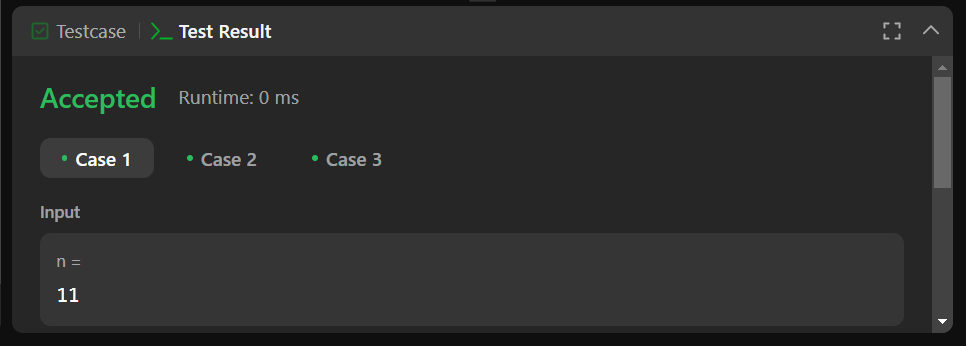 Testcase Test Result
Accepted Runtime: 0 ms
Case 1 Case 2 Case 3
Input
n =
11